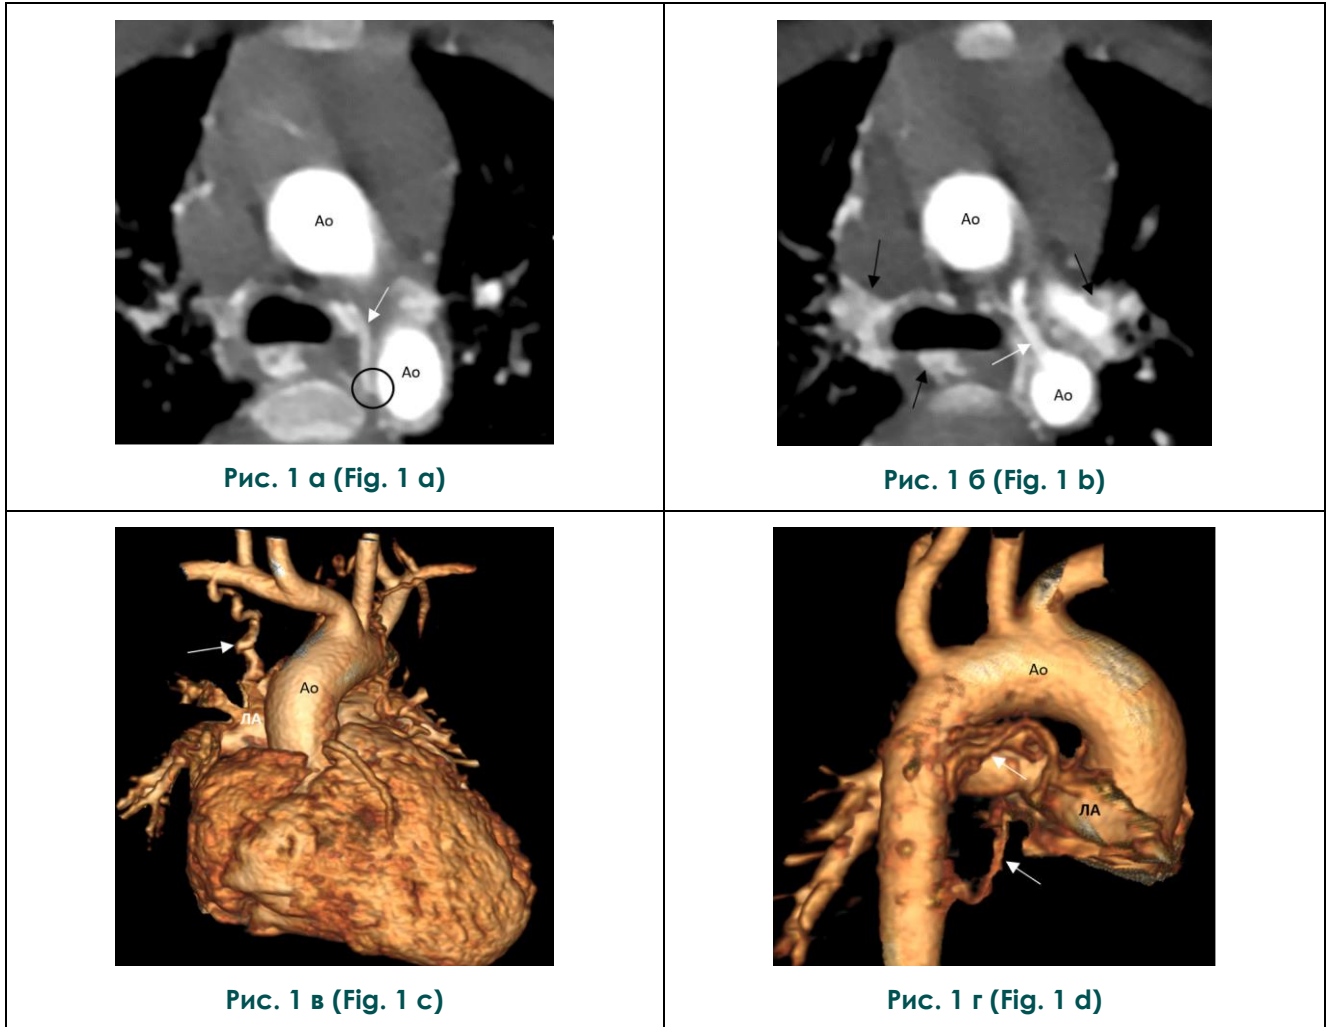 Ао
Ао
Рис. 1 а (Fig. 1 a)
Ао
Ао
Рис. 1 б (Fig. 1 b)
Ао
ЛА
Рис. 1 в (Fig. 1 c)
Ао
ЛА
Рис. 1 г (Fig. 1 d)